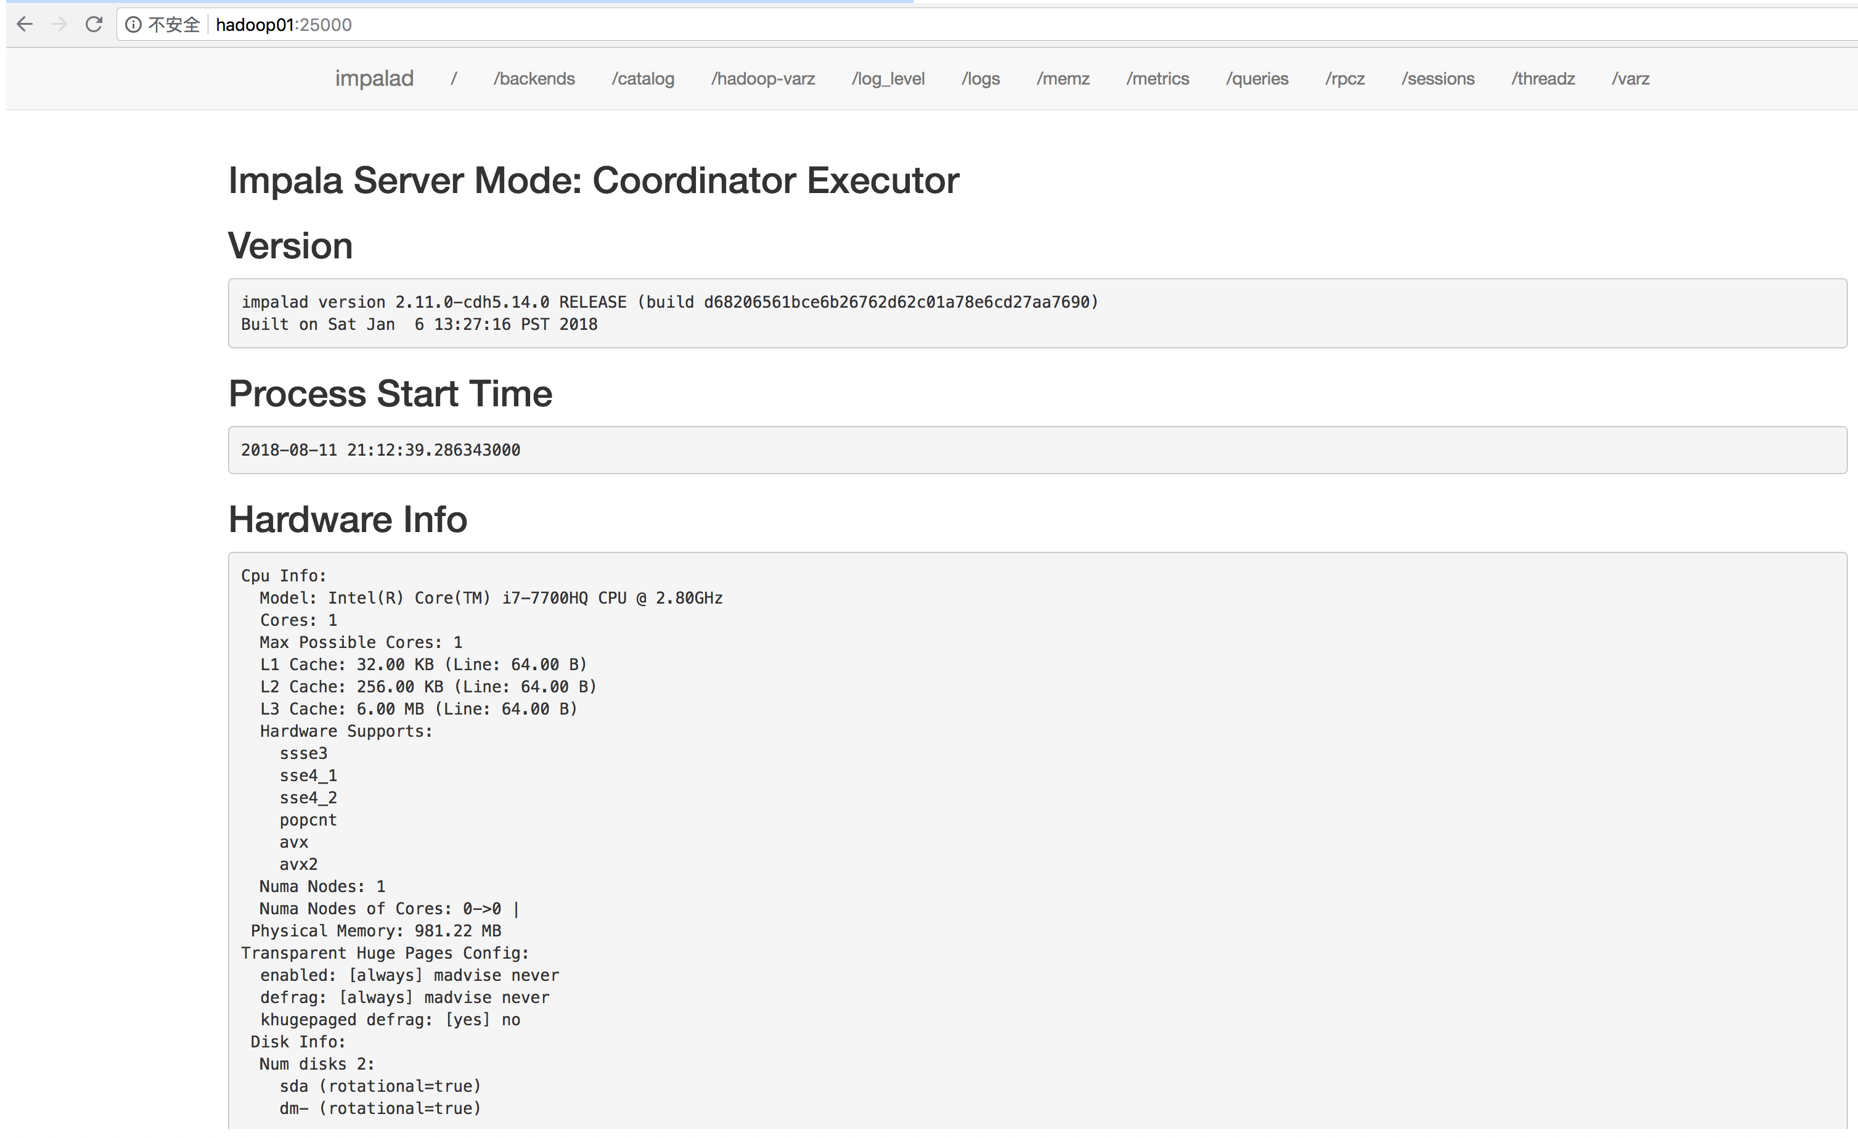 不安全 hadoop01:25000
impalad / /backends /catalog /hadoop-varz /log_level /logs /memz /metrics /queries /rpcz /sessions /threadz /varz
Impala Server Mode: Coordinator Executor
Version
impalad version 2.11.0-cdh5.14.0 RELEASE (build d68206561bce6b26762d62c01a78e6cd27aa7690)
Built on Sat Jan  6 13:27:16 PST 2018
Process Start Time
2018-08-11 21:12:39.286343000
Hardware Info
Cpu Info:
Model: Intel(R) Core(TM) i7-7700HQ CPU @ 2.80GHz
Cores: 1
Max Possible Cores: 1
L1 Cache: 32.00 KB (Line: 64.00 B)
L2 Cache: 256.00 KB (Line: 64.00 B)
L3 Cache: 6.00 MB (Line: 64.00 B)
Hardware Supports:
ssse3
sse4_1
sse4_2
popcnt
avx
avx2
Numa Nodes: 1
Numa Nodes of Cores: 0->0 |
Physical Memory: 981.22 MB
Transparent Huge Pages Config:
enabled: [always] madvise never
defrag: [always] madvise never
khugepaged defrag: [yes] no
Disk Info:
Num disks 2:
sda (rotational=true)
dm- (rotational=true)